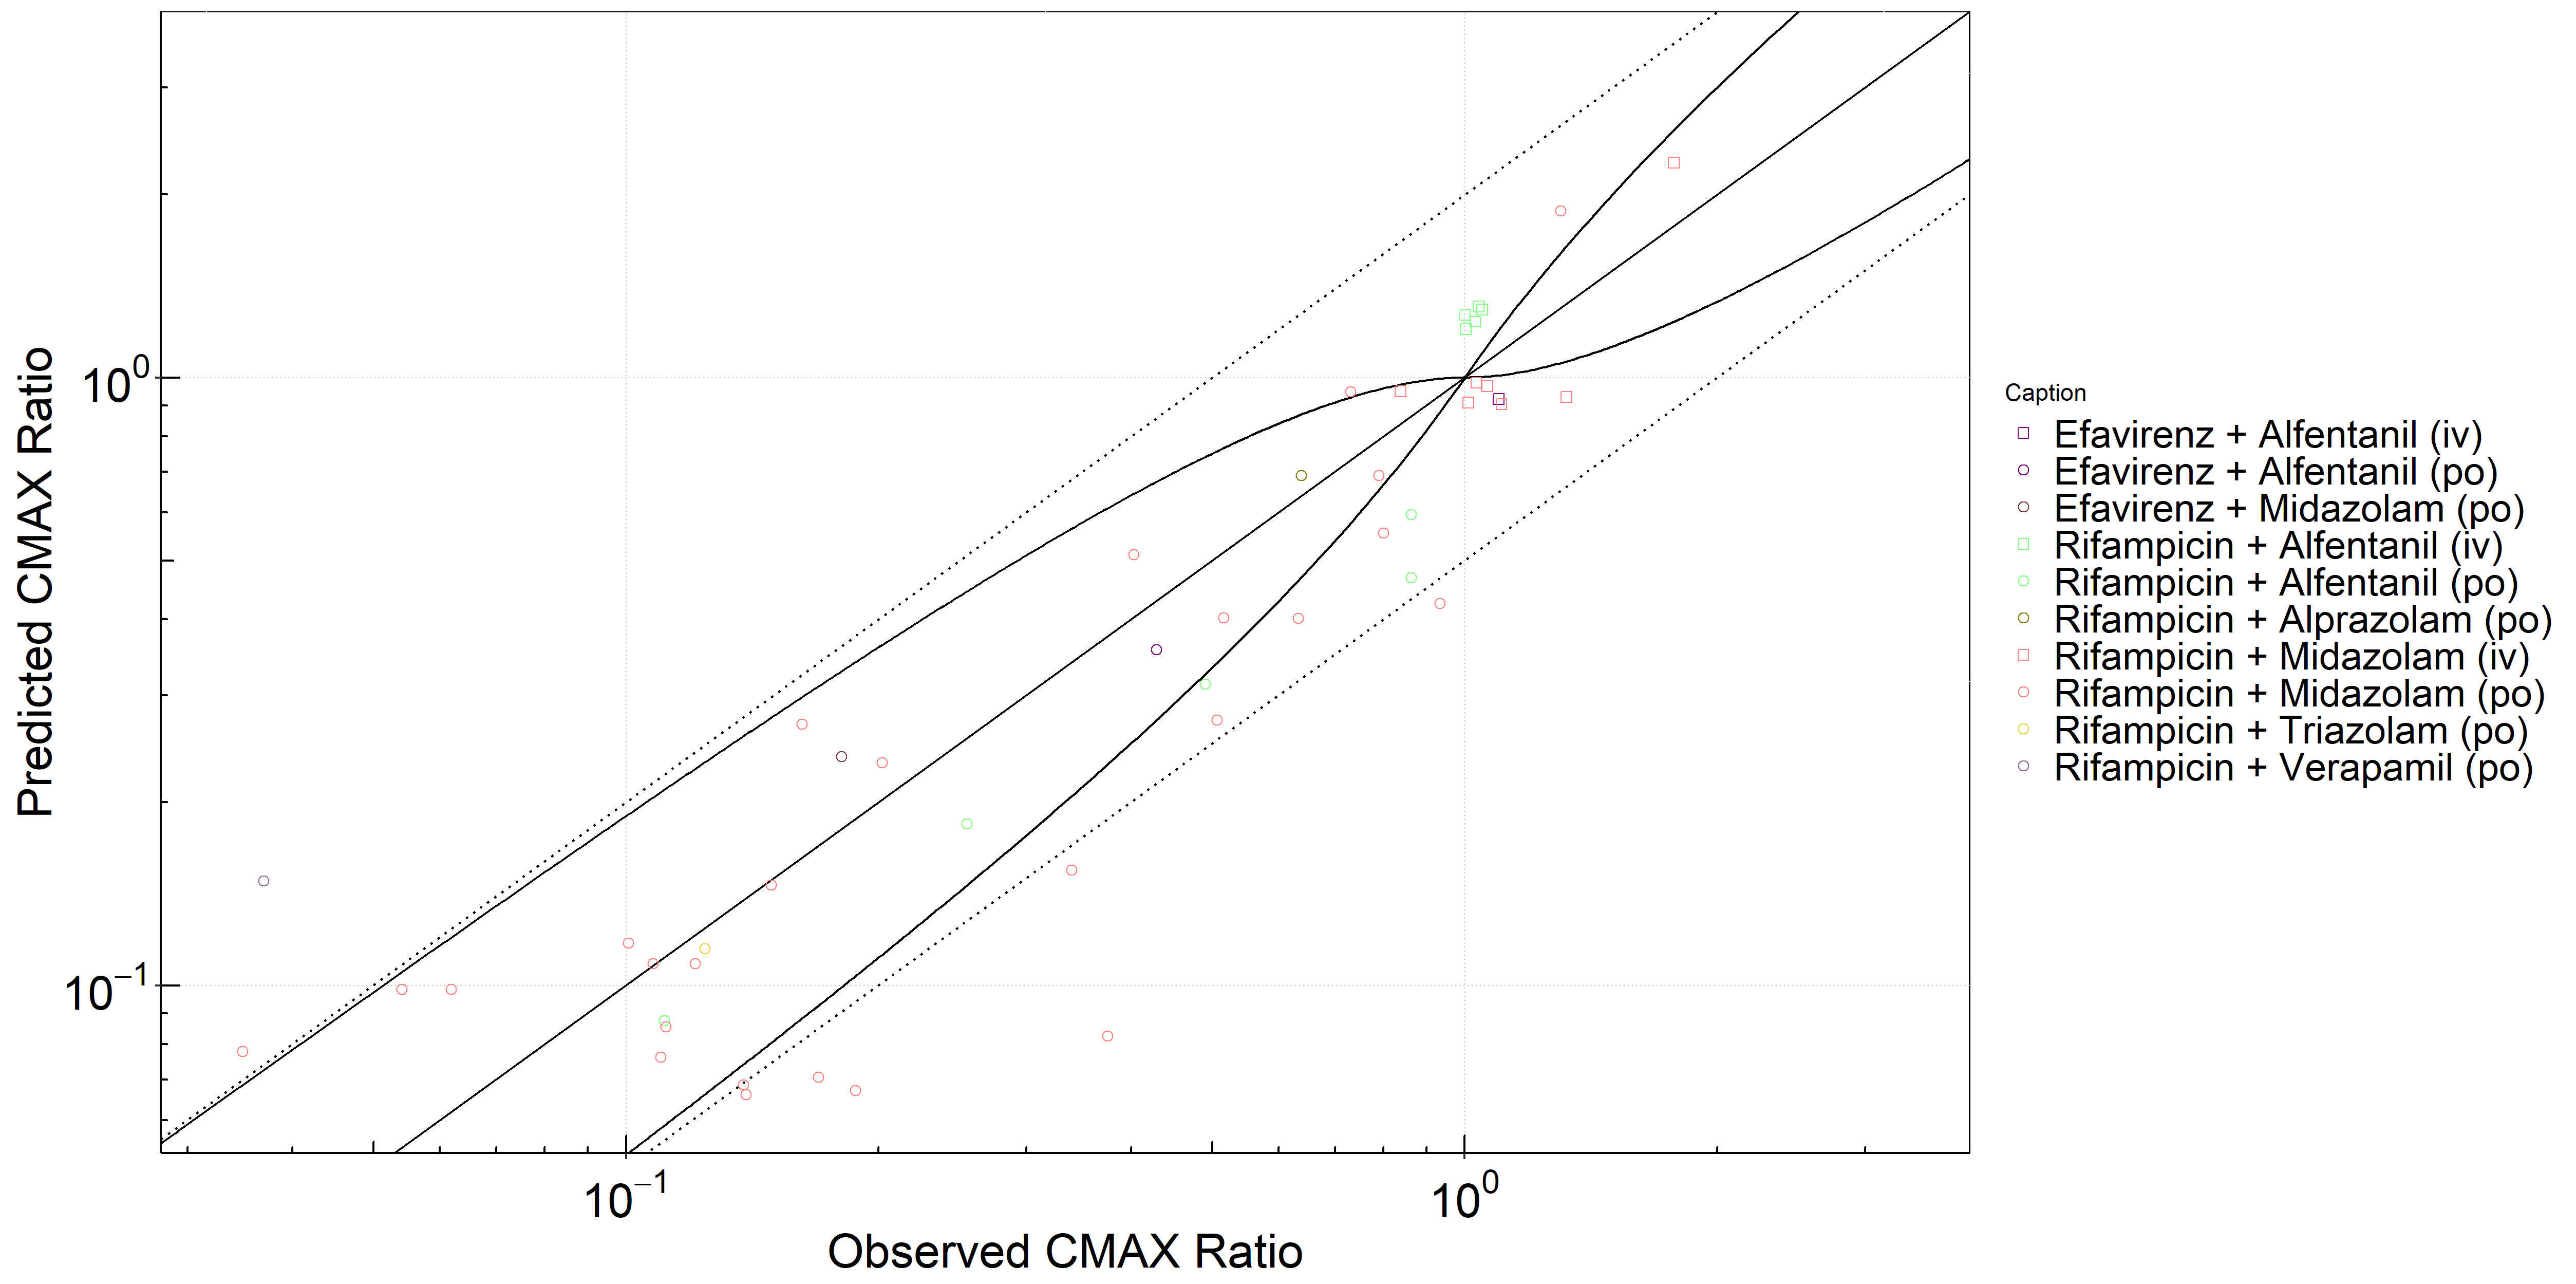 Predicted CMAX Ratio
10⁰
10⁻¹
10⁻¹
10⁰
Observed CMAX Ratio
Caption
Efavirenz + Alfentanil (iv)
Efavirenz + Alfentanil (po)
Efavirenz + Midazolam (po)
Rifampicin + Alfentanil (iv)
Rifampicin + Alfentanil (po)
Rifampicin + Alprazolam (po)
Rifampicin + Midazolam (iv)
Rifampicin + Midazolam (po)
Rifampicin + Triazolam (po)
Rifampicin + Verapamil (po)